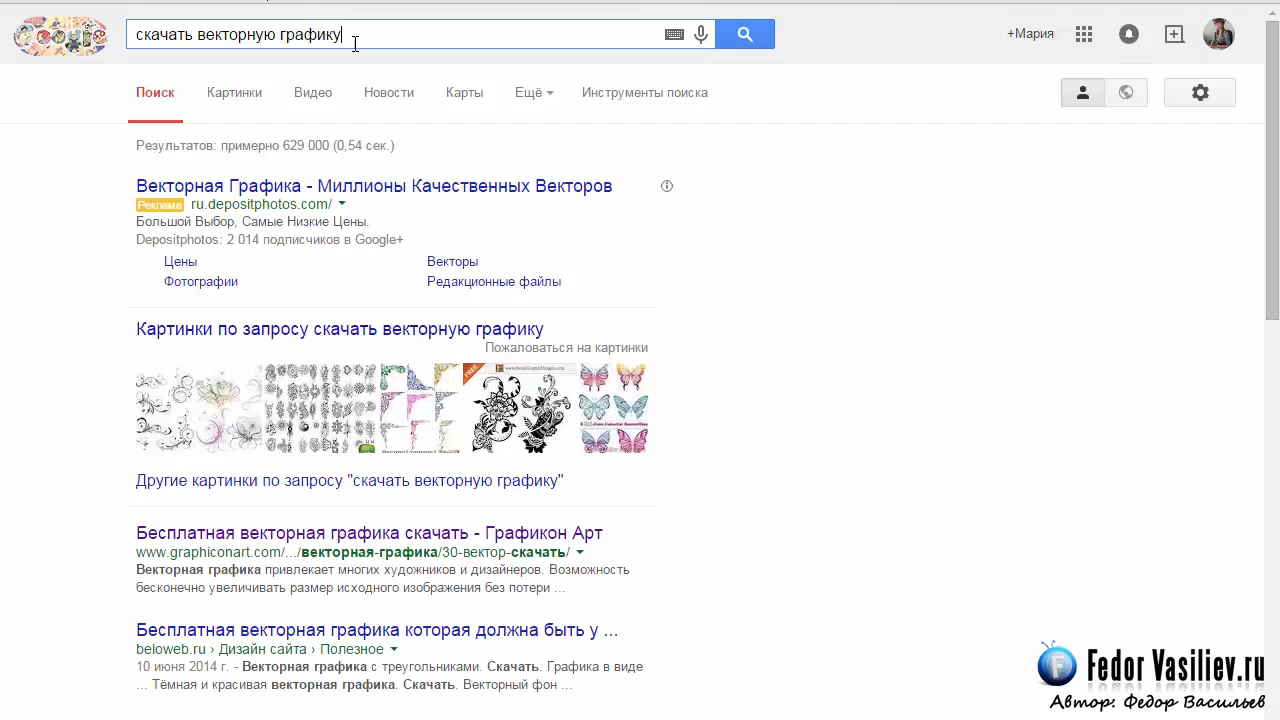 скачать векторную графику
+Мария
Поиск Картинки Видео Новости Карты Ещё Инструменты поиска
Результатов: примерно 629 000 (0,54 сек.)
Векторная Графика - Миллионы Качественных Векторов
Реклама ru.depositphotos.com/
Большой Выбор, Самые Низкие Цены.
Depositphotos: 2 014 подписчиков в Google+
Цены Векторы
Фотографии Редакционные файлы
Картинки по запросу скачать векторную графику
Пожаловаться на картинки
FREE
Другие картинки по запросу "скачать векторную графику"
Бесплатная векторная графика скачать - Графикон Арт
www.graphiconart.com/.../векторная-графика/30-вектор-скачать/
Векторная графика привлекает многих художников и дизайнеров. Возможность
бесконечно увеличивать размер исходного изображения без потери ...
Бесплатная векторная графика которая должна быть у ...
beloweb.ru › Дизайн сайта › Полезное
10 июня 2014 г. - Векторная графика с треугольниками. Скачать. Графика в виде
... Тёмная и красивая векторная графика. Скачать. Векторный фон ...
Fedor Vasiliev.ru
Автор: Федор Васильев